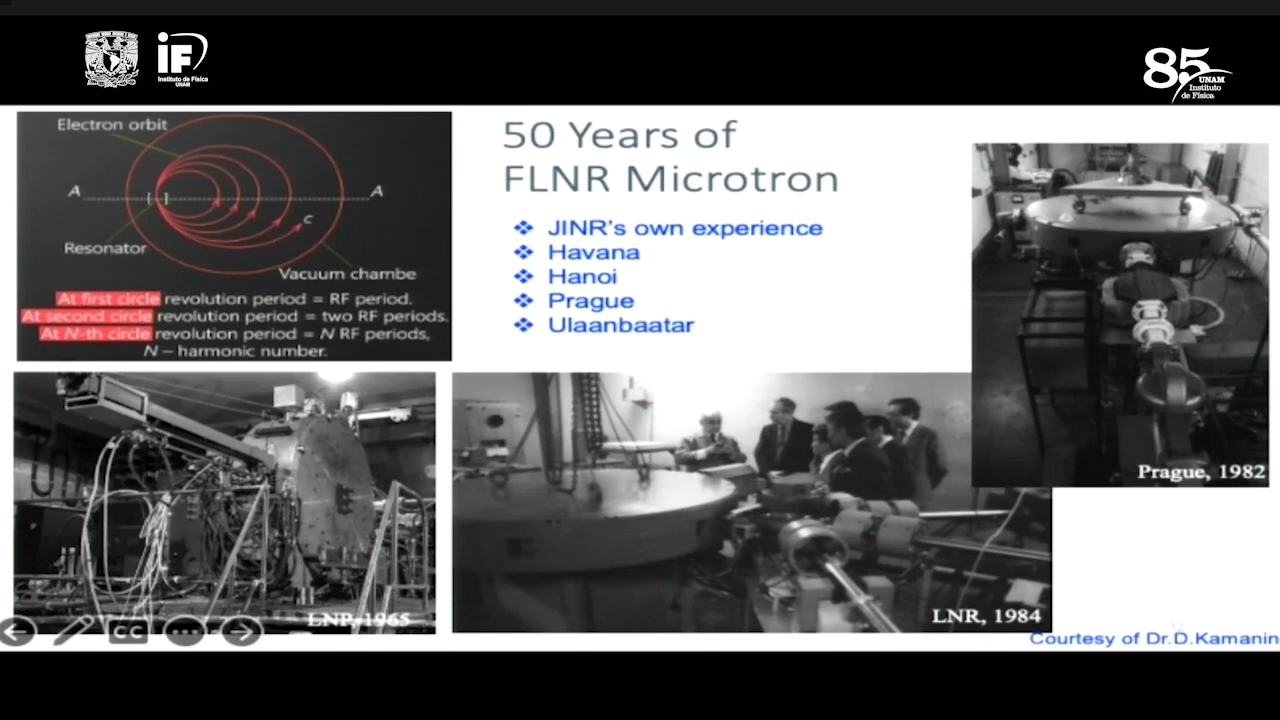 iF
Instituto de Física
UNAM
85
UNAM
Instituto
de Física
Electron orbit
A
A
C
Resonator
Vacuum chambe
At first circle revolution period = RF period.
At second circle revolution period = two RF periods.
At N-th circle revolution period = N RF periods,
N – harmonic number.
50 Years of
FLNR Microtron
JINR's own experience
Havana
Hanoi
Prague
Ulaanbaatar
Prague, 1982
LNP, 1965
LNR, 1984
CC
Courtesy of Dr.D.Kamanin